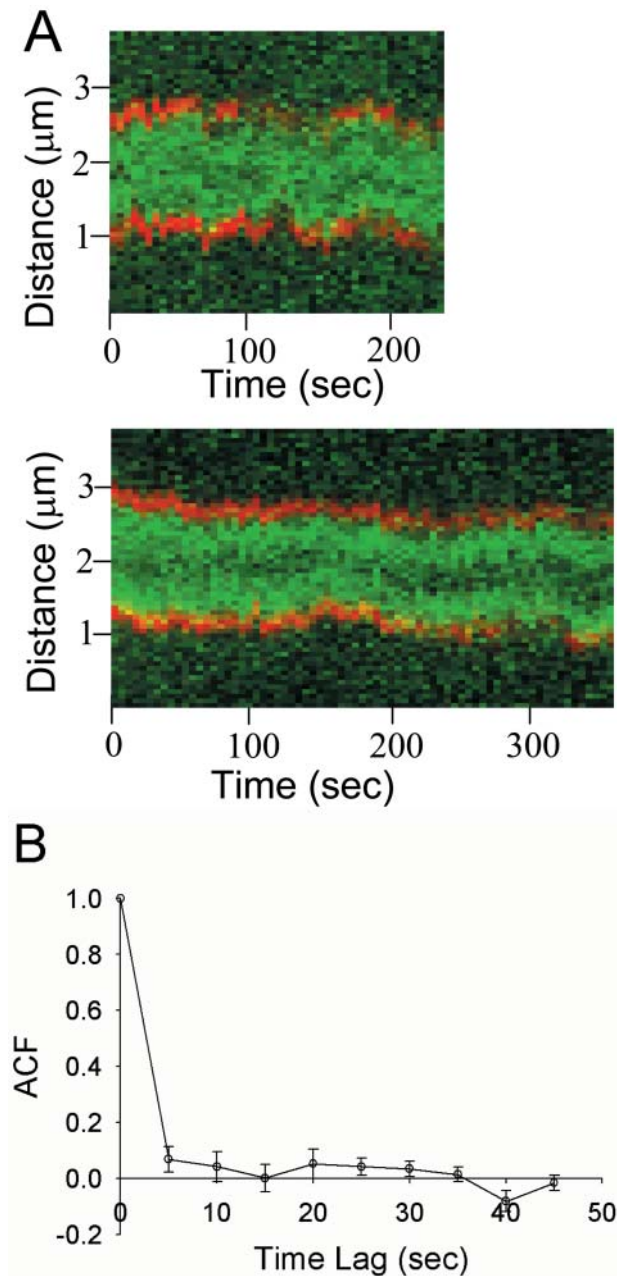 A
3
2
1
Distance (μm)
0 100 200
Time (sec)
3
2
1
Distance (μm)
0 100 200 300
Time (sec)
B
1.0
0.8
0.6
0.4
0.2
0.0
-0.2
ACF
0 10 20 30 40 50
Time Lag (sec)